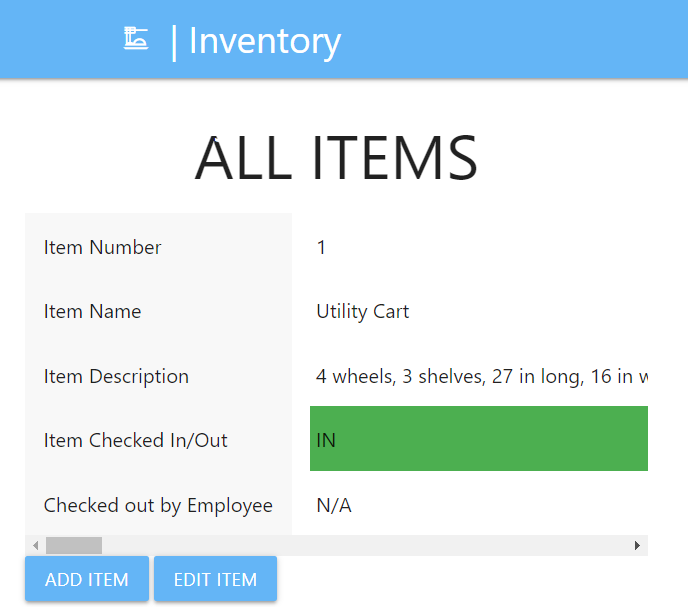 | Inventory
ALL ITEMS
Item Number 1
Item Name Utility Cart
Item Description 4 wheels, 3 shelves, 27 in long, 16 in
Item Checked In/Out IN
Checked out by Employee N/A
ADD ITEM EDIT ITEM